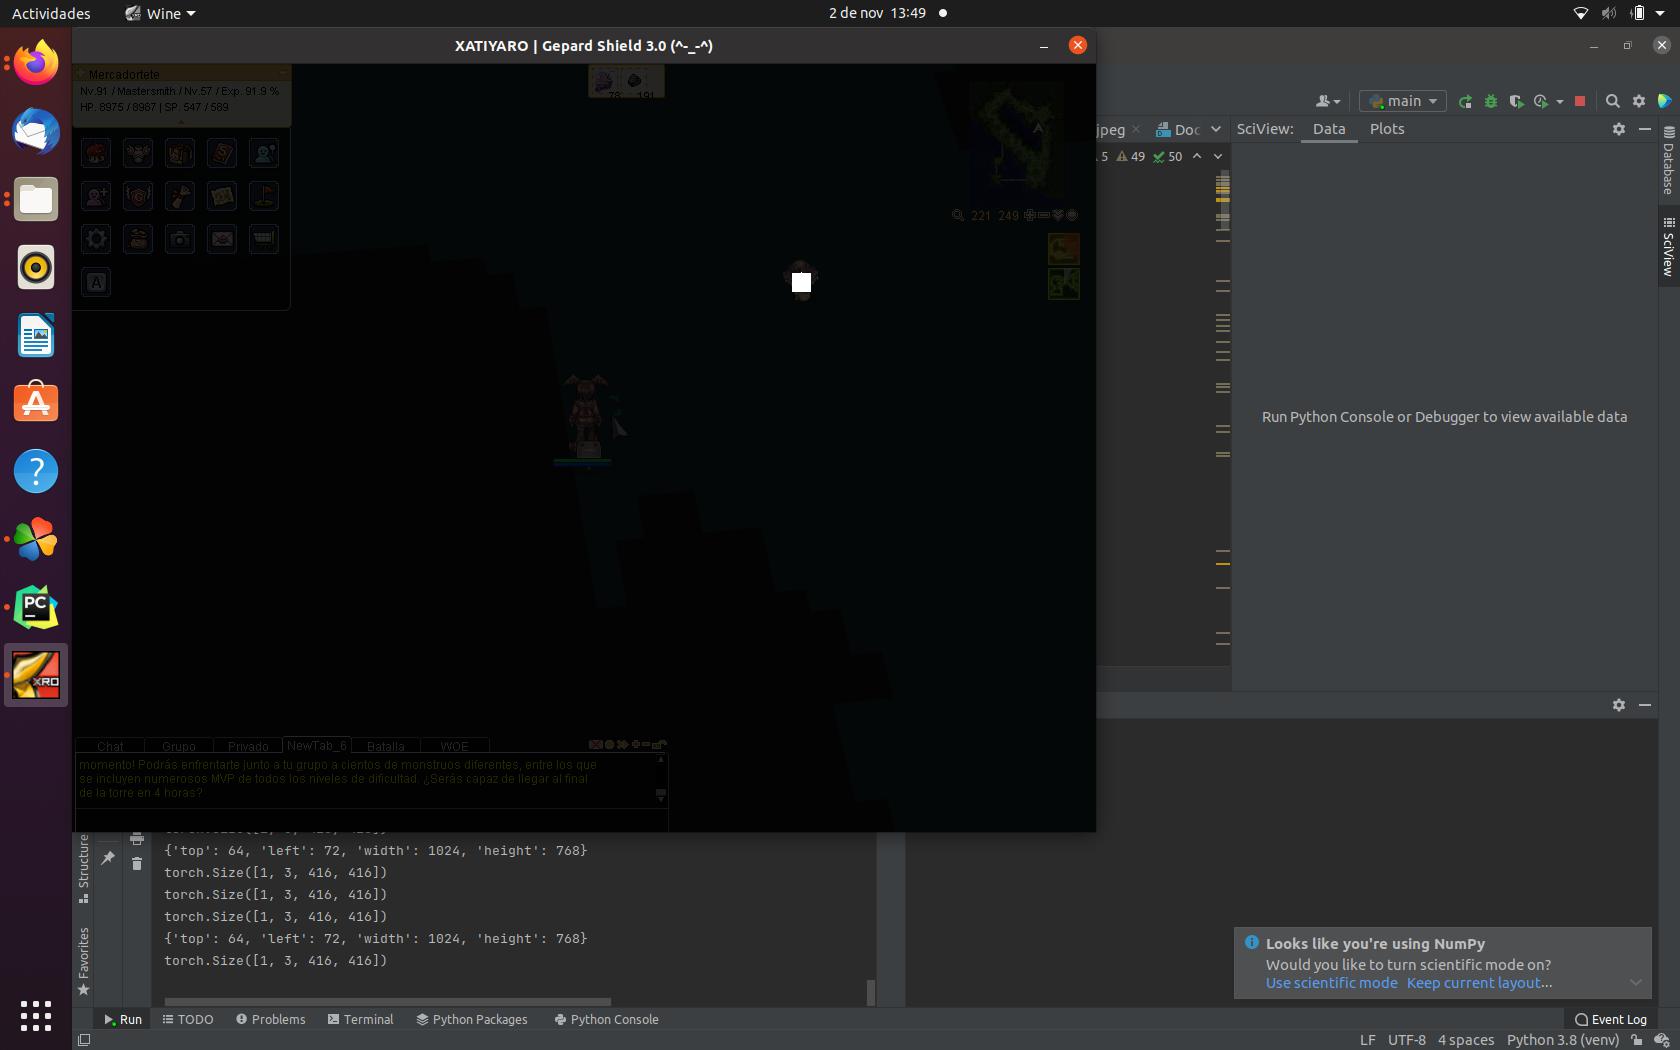 Actividades
Wine
2 de nov 13:49
XATIYARO | Gepard Shield 3.0 (^-_-^)
Mercadortete
Nv.91 / Mastersmith / Nv.57 / Exp. 91.9 %
HP. 8975 / 8987 | SP. 547 / 589
78 191
221 249
main
jpeg
Doc
SciView: Data Plots
5 49 50
Database
SciView
Run Python Console or Debugger to view available data
PC
XRO
A
Chat Grupo Privado NewTab_6 Batalla WOE
momento! Podrás enfrentarte junto a tu grupo a cientos de monstruos diferentes, entre los que
se incluyen numerosos MVP de todos los niveles de dificultad. ¿Serás capaz de llegar al final
de la torre en 4 horas?
Structure
Favorites
{'top': 64, 'left': 72, 'width': 1024, 'height': 768}
torch.Size([1, 3, 416, 416])
torch.Size([1, 3, 416, 416])
torch.Size([1, 3, 416, 416])
{'top': 64, 'left': 72, 'width': 1024, 'height': 768}
torch.Size([1, 3, 416, 416])
Looks like you're using NumPy
Would you like to turn scientific mode on?
Use scientific mode Keep current layout...
Run TODO Problems Terminal Python Packages Python Console
Event Log
LF UTF-8 4 spaces Python 3.8 (venv)